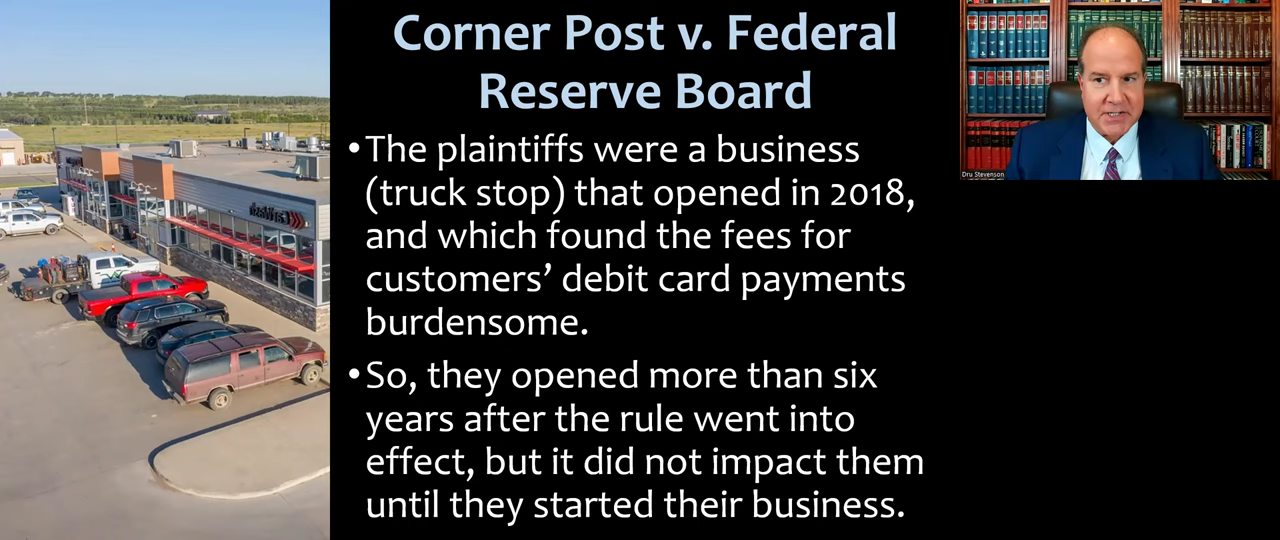 Corner Post v. Federal
Reserve Board
•The plaintiffs were a business
(truck stop) that opened in 2018,
and which found the fees for
customers’ debit card payments
burdensome.
•So, they opened more than six
years after the rule went into
effect, but it did not impact them
until they started their business.
Dru Stevenson